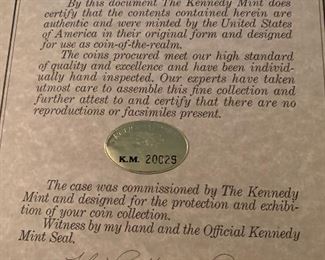 By this document The Kennedy Mint does
certify that the contents contained herein are
authentic and were minted by the United States
of America in their original form and designed
for use as coin-of-the-realm.
The coins procured meet our high standard
of quality and excellence and have been individ-
ually hand inspected. Our experts have taken
utmost care to assemble this fine collection and
further attest to and certify that there are no
reproductions or facsimiles present.
K.M. 20029
The case was commissioned by The Kennedy
Mint and designed for the protection and exhibi-
tion of your coin collection.
Witness by my hand and the Official Kennedy
Mint Seal.